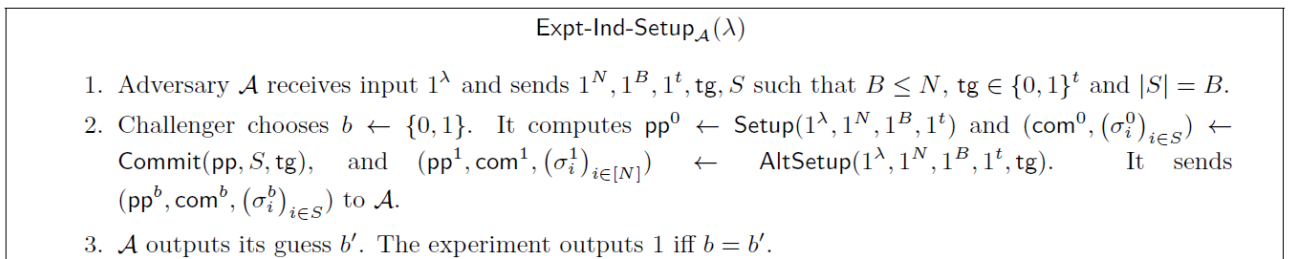 Expt-Ind-Setup_𝒜(λ)
1. Adversary 𝒜 receives input 1^λ and sends 1^N, 1^B, 1^t, tg, S such that B ≤ N, tg ∈ {0, 1}^t and |S| = B.
2. Challenger chooses b ← {0, 1}. It computes pp^0 ← Setup(1^λ, 1^N, 1^B, 1^t) and (com^0, (σ_i^0)_{i∈S}) ←
Commit(pp, S, tg), and (pp^1, com^1, (σ_i^1)_{i∈[N]}) ← AltSetup(1^λ, 1^N, 1^B, 1^t, tg). It sends
(pp^b, com^b, (σ_i^b)_{i∈S}) to 𝒜.
3. 𝒜 outputs its guess b′. The experiment outputs 1 iff b = b′.